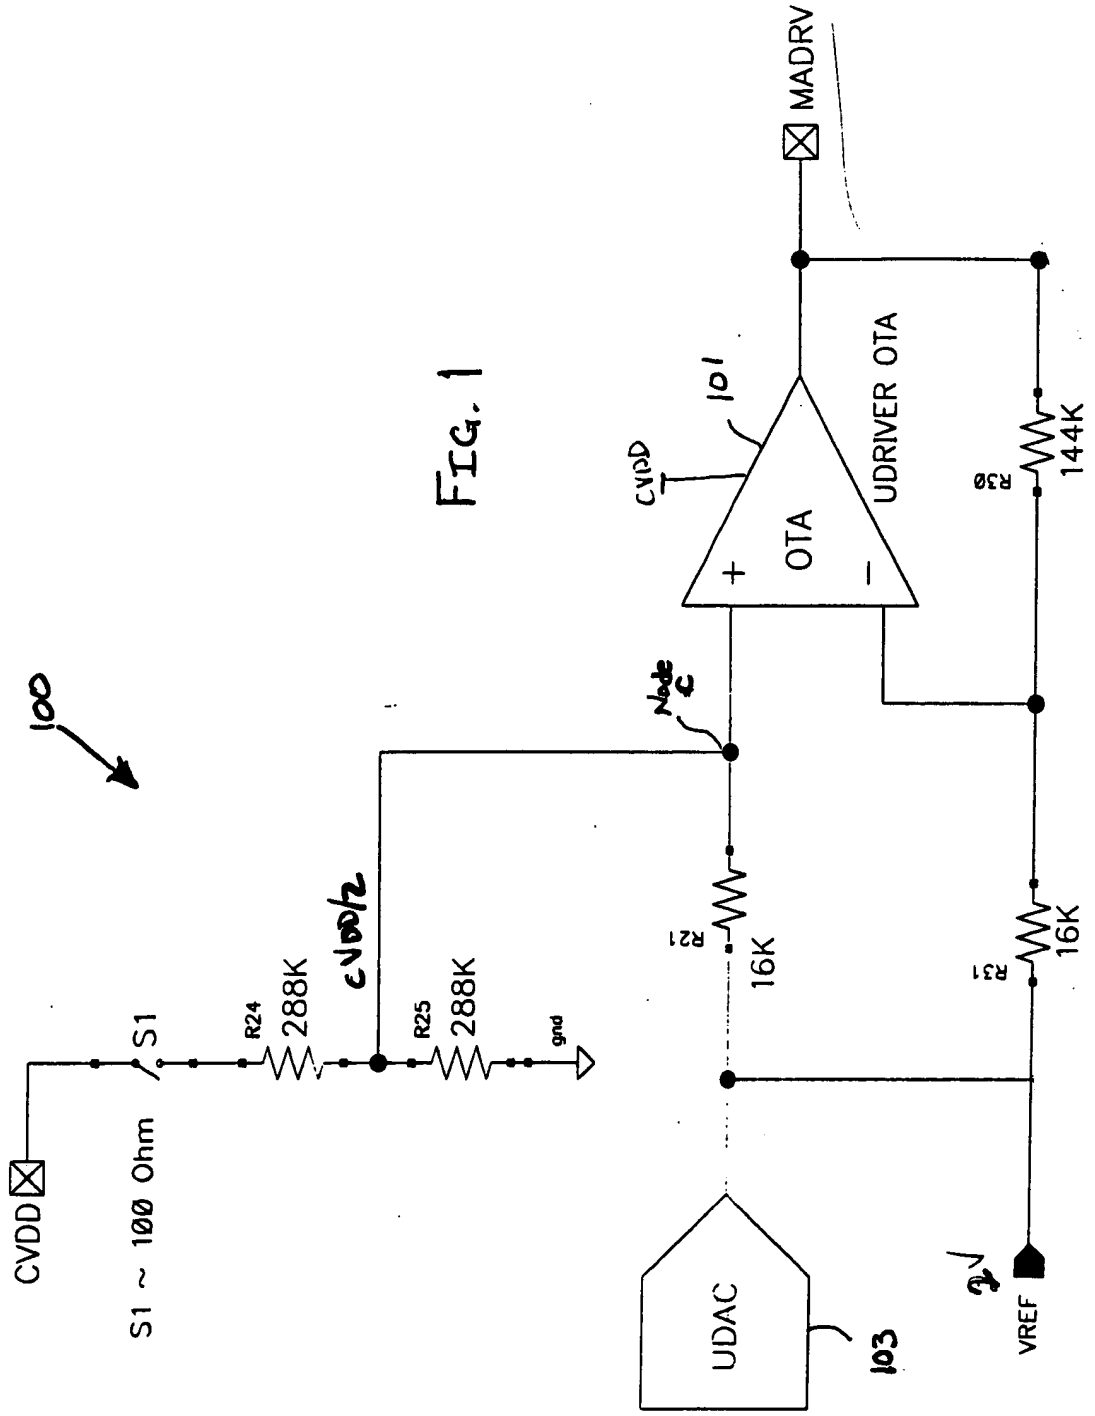 100
CVDD
S1 ~ 100 Ohm
S1
R24
288K
CVDD/2
R25
288K
gnd
FIG. 1
Node
C
CVDD
101
+
OTA
−
UDRIVER OTA
MADRV
UDAC
103
R21
16K
2V
VREF
R31
16K
R30
144K